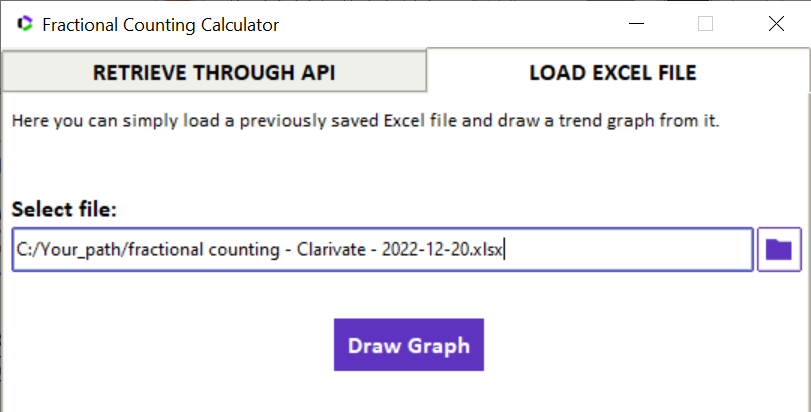 Fractional Counting Calculator
RETRIEVE THROUGH API
LOAD EXCEL FILE
Here you can simply load a previously saved Excel file and draw a trend graph from it.
Select file:
C:/Your_path/fractional counting - Clarivate - 2022-12-20.xlsx
Draw Graph